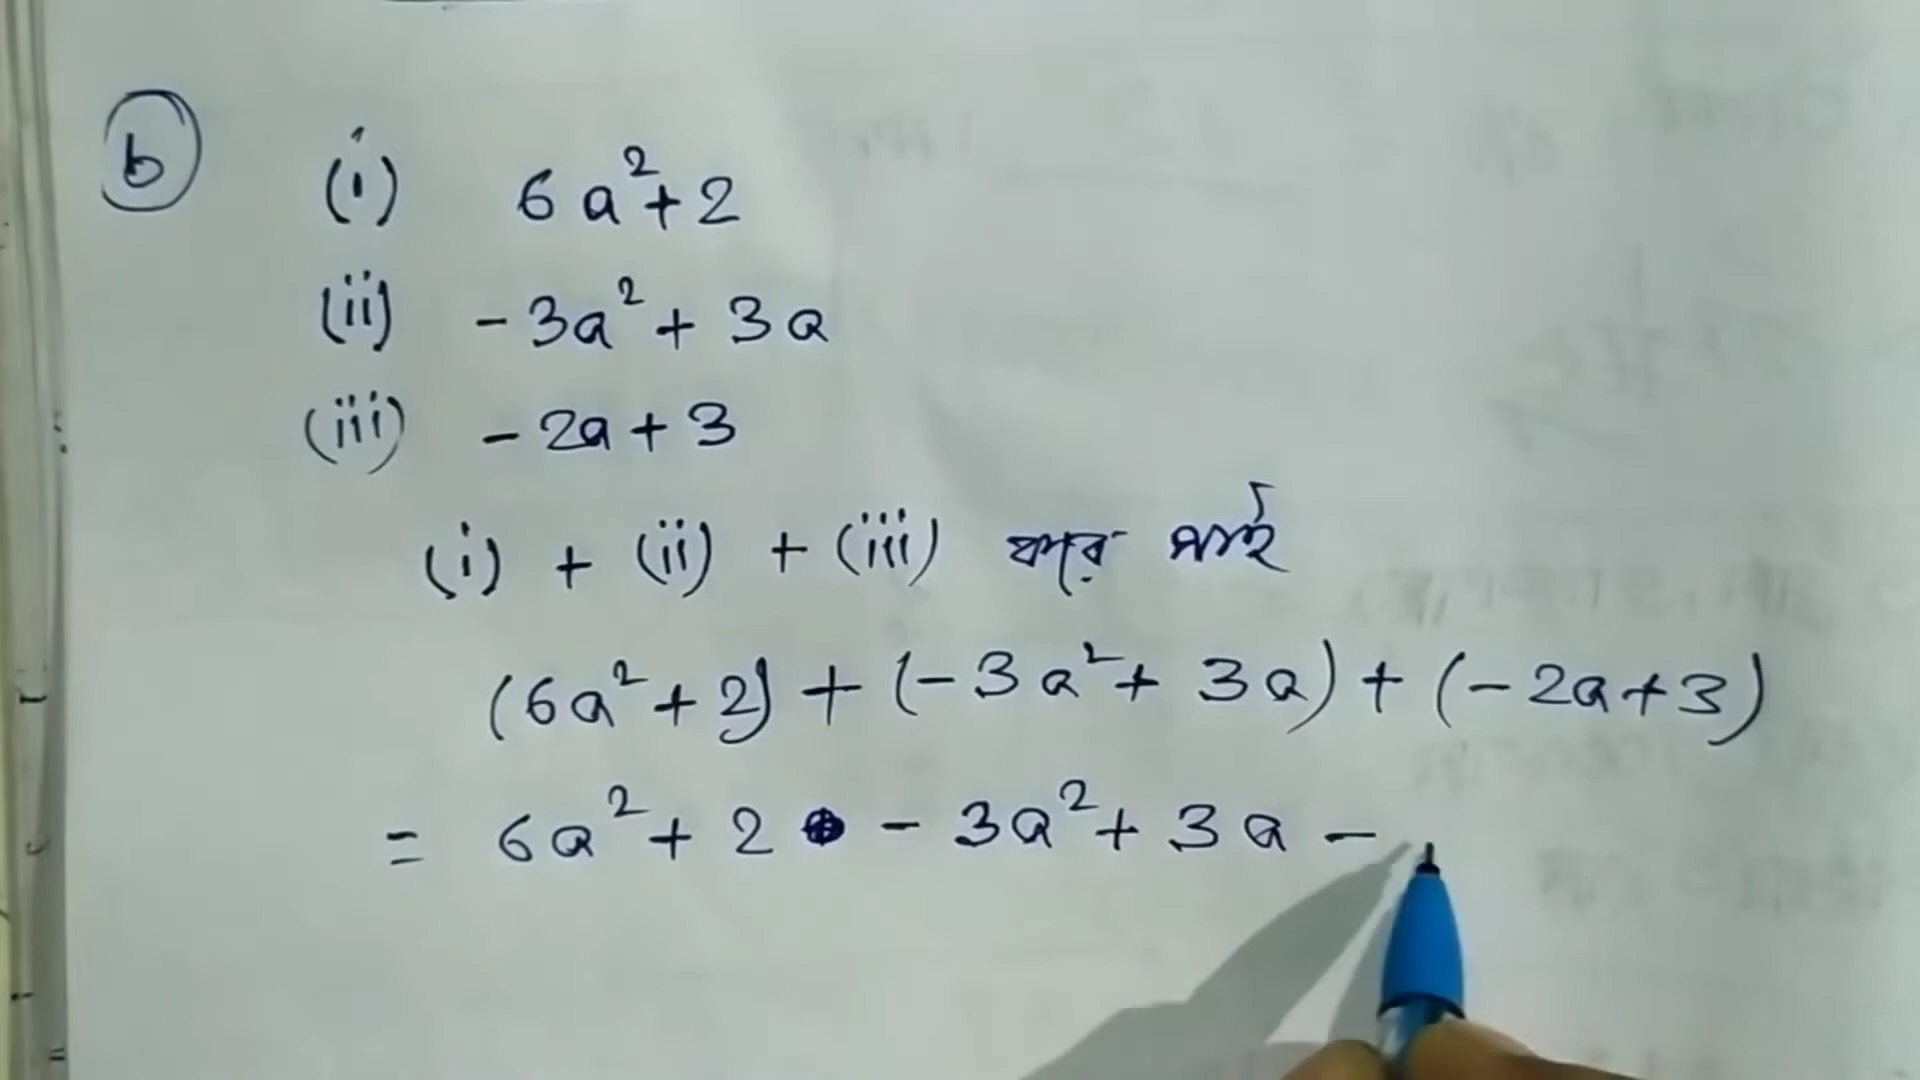 b (i) 6a²+2
(ii) -3a²+3a
(iii) -2a+3
(i) + (ii) + (iii) করে পাই
(6a²+2)+(-3a²+3a)+(-2a+3)
= 6a²+2 - 3a²+3a -